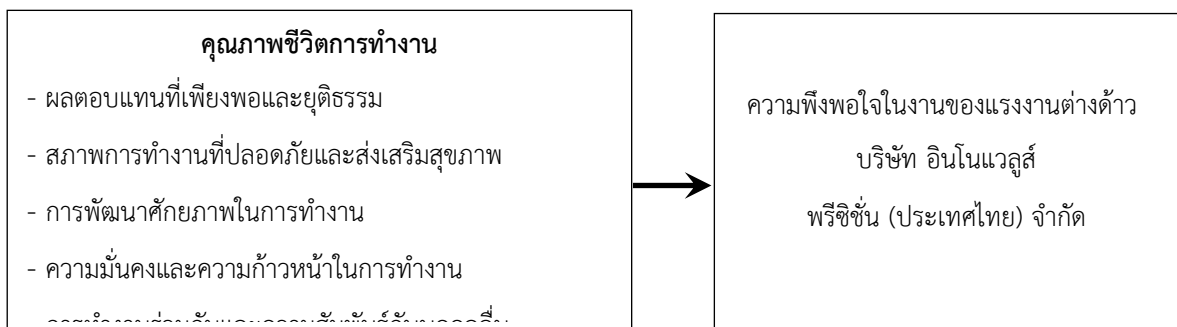 คุณภาพชีวิตการทำงาน
- ผลตอบแทนที่เพียงพอและยุติธรรม
- สภาพการทำงานที่ปลอดภัยและส่งเสริมสุขภาพ
- การพัฒนาศักยภาพในการทำงาน
- ความมั่นคงและความก้าวหน้าในการทำงาน
ความพึงพอใจในงานของแรงงานต่างด้าว
บริษัท อินโนแวลูส์
พรีซิชั่น (ประเทศไทย) จำกัด